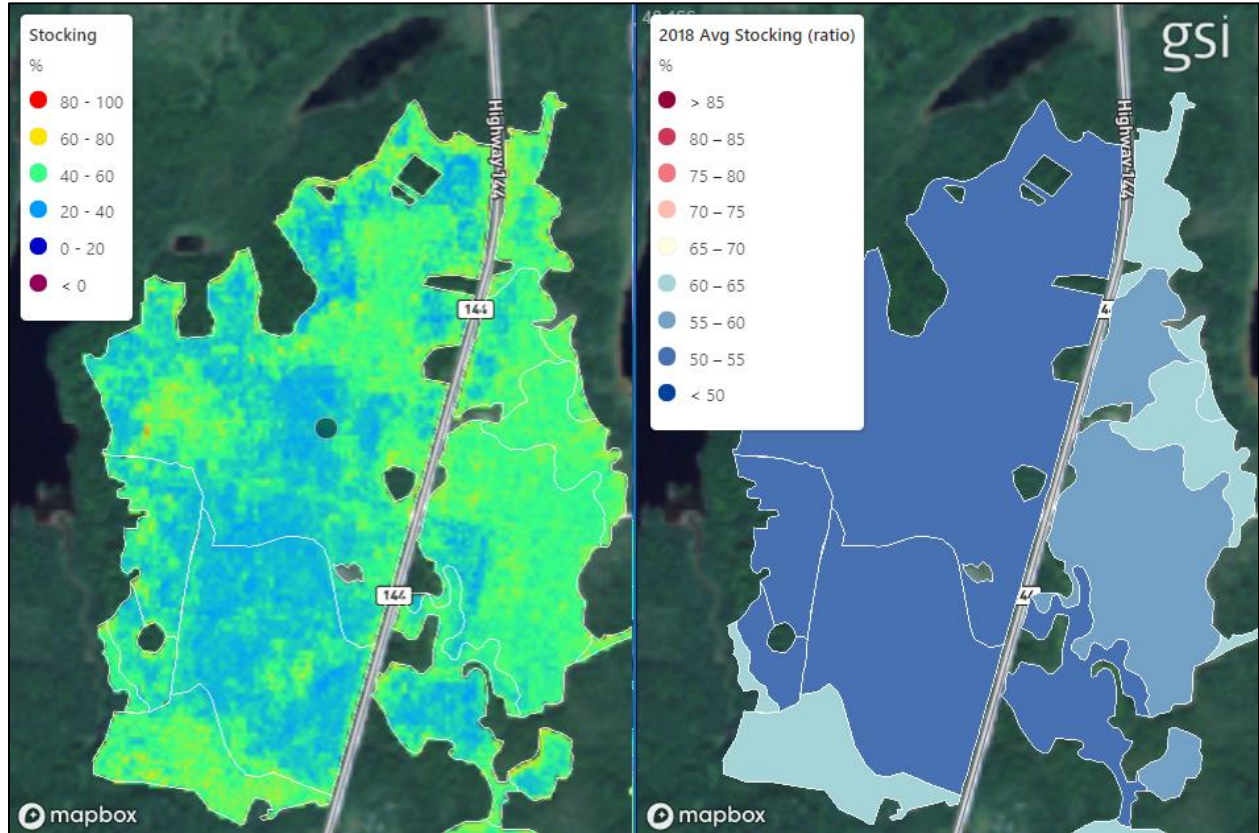 Stocking
%
80 - 100
60 - 80
40 - 60
20 - 40
0 - 20
< 0
Highway 144
144
144
mapbox
2018 Avg Stocking (ratio)
%
> 85
80 – 85
75 – 80
70 – 75
65 – 70
60 – 65
55 – 60
50 – 55
< 50
gsi
Highway 144
mapbox